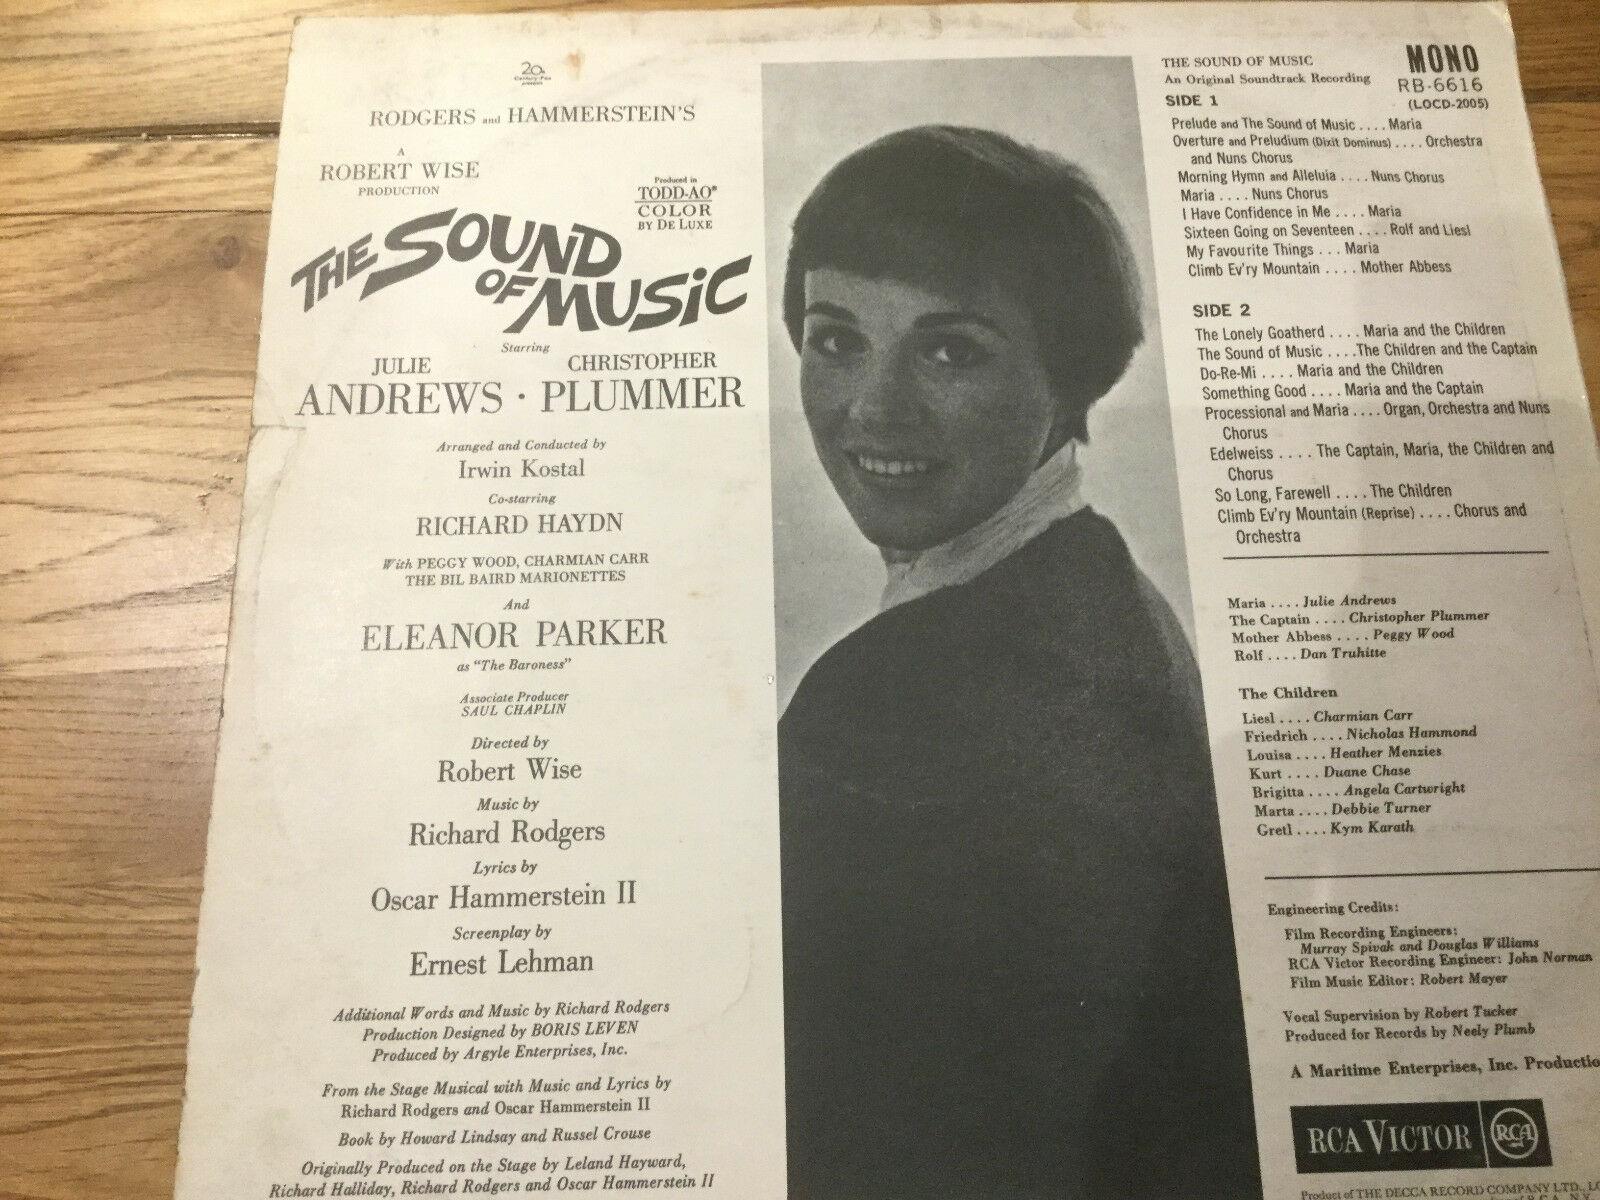 20th
Century-Fox
presents
RODGERS and HAMMERSTEIN'S
A
ROBERT WISE
PRODUCTION
Produced in
TODD-AO®
COLOR
BY DE LUXE
THE SOUND
OF MUSIC
Starring
JULIE CHRISTOPHER
ANDREWS · PLUMMER
Arranged and Conducted by
Irwin Kostal
Co-starring
RICHARD HAYDN
With PEGGY WOOD, CHARMIAN CARR
THE BIL BAIRD MARIONETTES
And
ELEANOR PARKER
as "The Baroness"
Associate Producer
SAUL CHAPLIN
Directed by
Robert Wise
Music by
Richard Rodgers
Lyrics by
Oscar Hammerstein II
Screenplay by
Ernest Lehman
Additional Words and Music by Richard Rodgers
Production Designed by BORIS LEVEN
Produced by Argyle Enterprises, Inc.
From the Stage Musical with Music and Lyrics by
Richard Rodgers and Oscar Hammerstein II
Book by Howard Lindsay and Russel Crouse
Originally Produced on the Stage by Leland Hayward,
Richard Halliday, Richard Rodgers and Oscar Hammerstein II
THE SOUND OF MUSIC
An Original Soundtrack Recording
MONO
RB-6616
(LOCD-2005)
SIDE 1
Prelude and The Sound of Music .... Maria
Overture and Preludium (Dixit Dominus) .... Orchestra
and Nuns Chorus
Morning Hymn and Alleluia .... Nuns Chorus
Maria .... Nuns Chorus
I Have Confidence in Me .... Maria
Sixteen Going on Seventeen .... Rolf and Liesl
My Favourite Things ... Maria
Climb Ev'ry Mountain .... Mother Abbess
SIDE 2
The Lonely Goatherd .... Maria and the Children
The Sound of Music ....The Children and the Captain
Do-Re-Mi .... Maria and the Children
Something Good .... Maria and the Captain
Processional and Maria .... Organ, Orchestra and Nuns
Chorus
Edelweiss .... The Captain, Maria, the Children and
Chorus
So Long, Farewell .... The Children
Climb Ev'ry Mountain (Reprise) .... Chorus and
Orchestra
Maria .... Julie Andrews
The Captain .... Christopher Plummer
Mother Abbess .... Peggy Wood
Rolf .... Dan Truhitte
The Children
Liesl .... Charmian Carr
Friedrich .... Nicholas Hammond
Louisa .... Heather Menzies
Kurt .... Duane Chase
Brigitta .... Angela Cartwright
Marta .... Debbie Turner
Gretl .... Kym Karath
Engineering Credits:
Film Recording Engineers:
Murray Spivak and Douglas Williams
RCA Victor Recording Engineer: John Norman
Film Music Editor: Robert Mayer
Vocal Supervision by Robert Tucker
Produced for Records by Neely Plumb
A Maritime Enterprises, Inc. Productio
RCA VICTOR RCA
Product of THE DECCA RECORD COMPANY LTD., LO